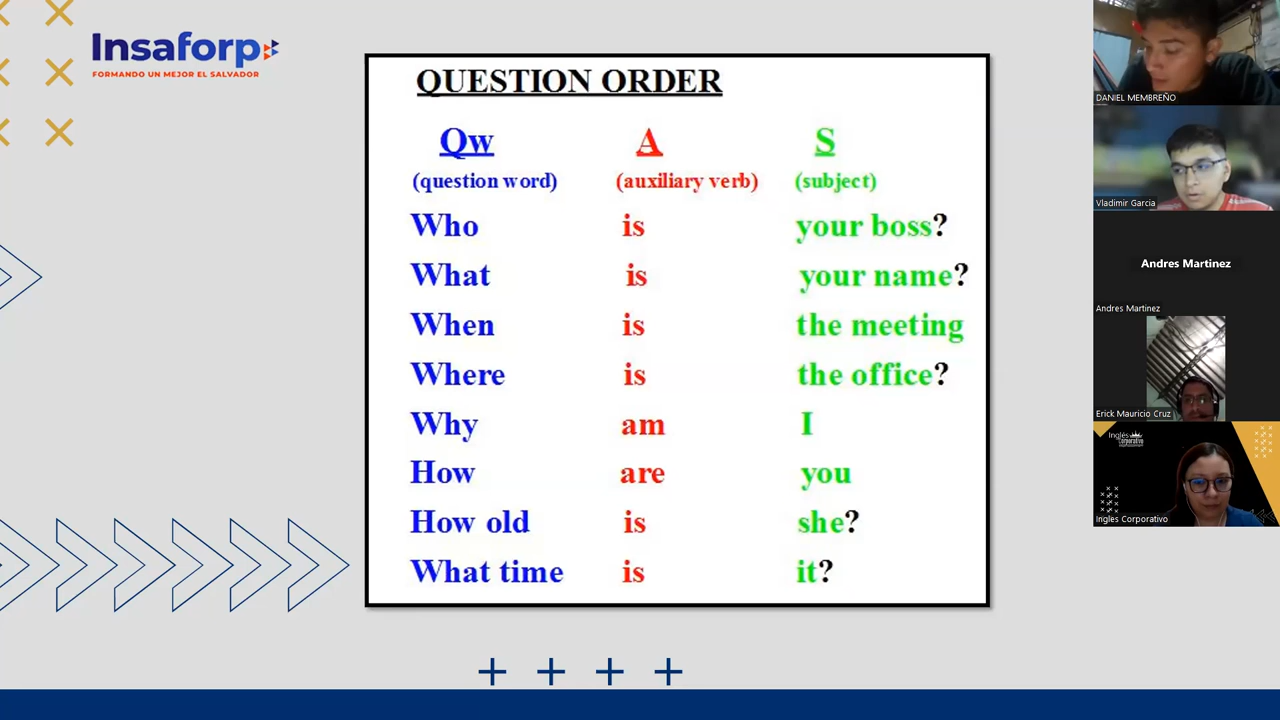 Insaforp
FORMANDO UN MEJOR EL SALVADOR
QUESTION ORDER
Qw A S
(question word) (auxiliary verb) (subject)
Who is your boss?
What is your name?
When is the meeting
Where is the office?
Why am I
How are you
How old is she?
What time is it?
DANIEL MEMBREÑO
Vladimir Garcia
Andres Martinez
Andres Martinez
Erick Mauricio Cruz
Inglés
Corporativo
Ingles Corporativo